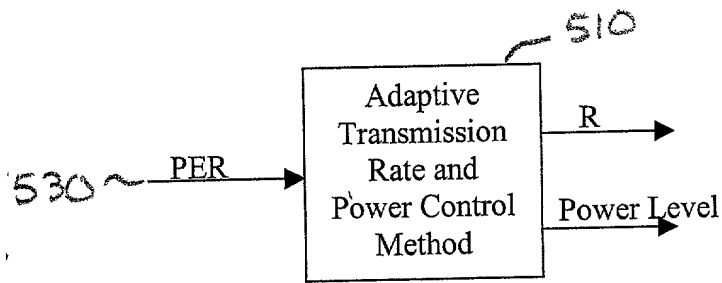 510
Adaptive
Transmission
Rate and
Power Control
Method
R
Power Level
530
PER